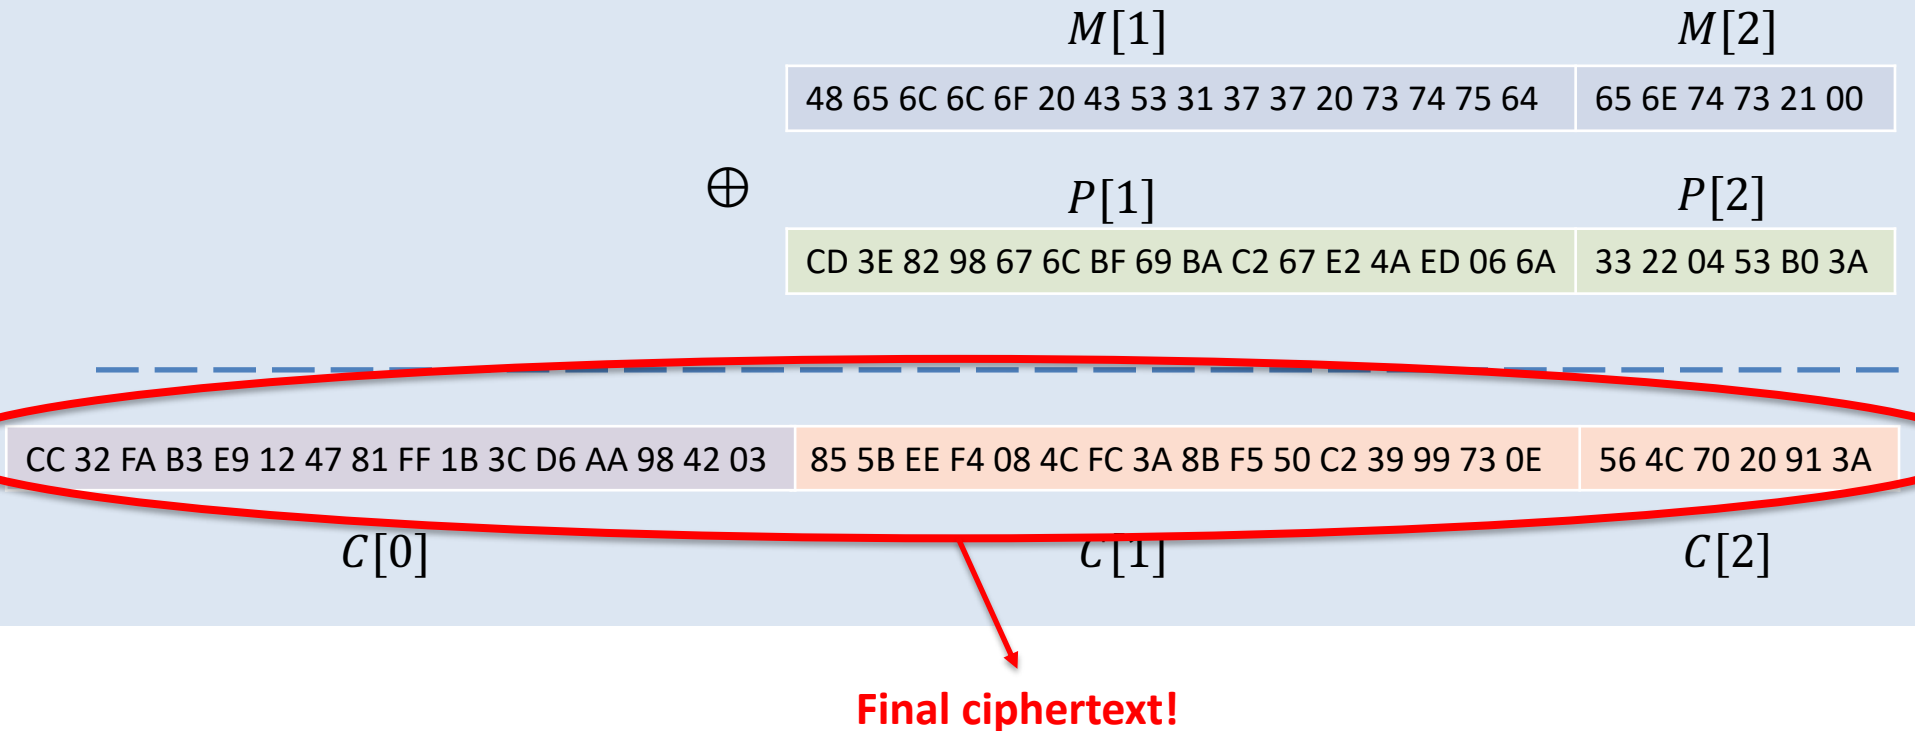 M[1] M[2]
48 65 6C 6C 6F 20 43 53 31 37 37 20 73 74 75 64 65 6E 74 73 21 00
⊕ P[1] P[2]
CD 3E 82 98 67 6C BF 69 BA C2 67 E2 4A ED 06 6A 33 22 04 53 B0 3A
CC 32 FA B3 E9 12 47 81 FF 1B 3C D6 AA 98 42 03 85 5B EE F4 08 4C FC 3A 8B F5 50 C2 39 99 73 0E 56 4C 70 20 91 3A
C[0] C[1] C[2]
Final ciphertext!